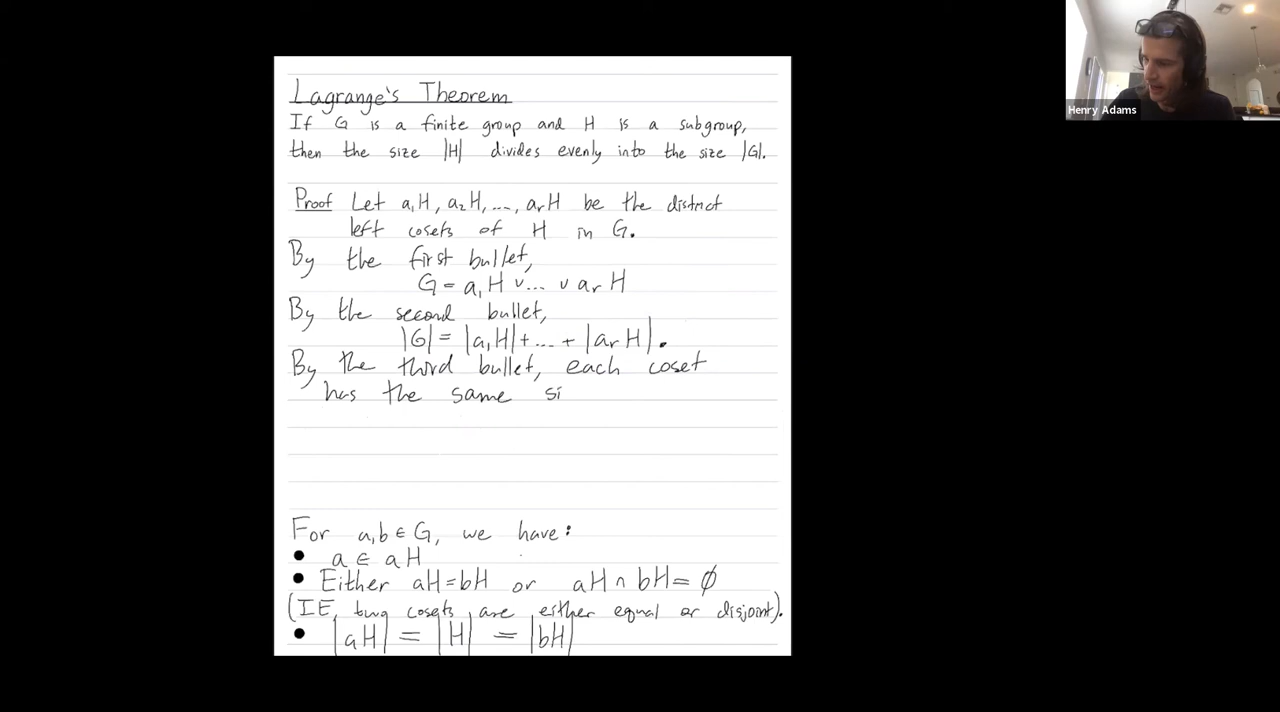 Lagrange's Theorem
If G is a finite group and H is a subgroup,
then the size |H| divides evenly into the size |G|.
Proof Let a₁H, a₂H, ..., aᵣH be the distinct
left cosets of H in G.
By the first bullet,
G = a₁H ∪ ... ∪ aᵣH
By the second bullet,
|G| = |a₁H| + ... + |aᵣH|.
By the third bullet, each coset
has the same si
For a,b ∈ G, we have:
• a ∈ aH
• Either aH=bH or aH ∩ bH = ∅
(IE, two cosets are either equal or disjoint).
• |aH| = |H| = |bH|
Henry Adams